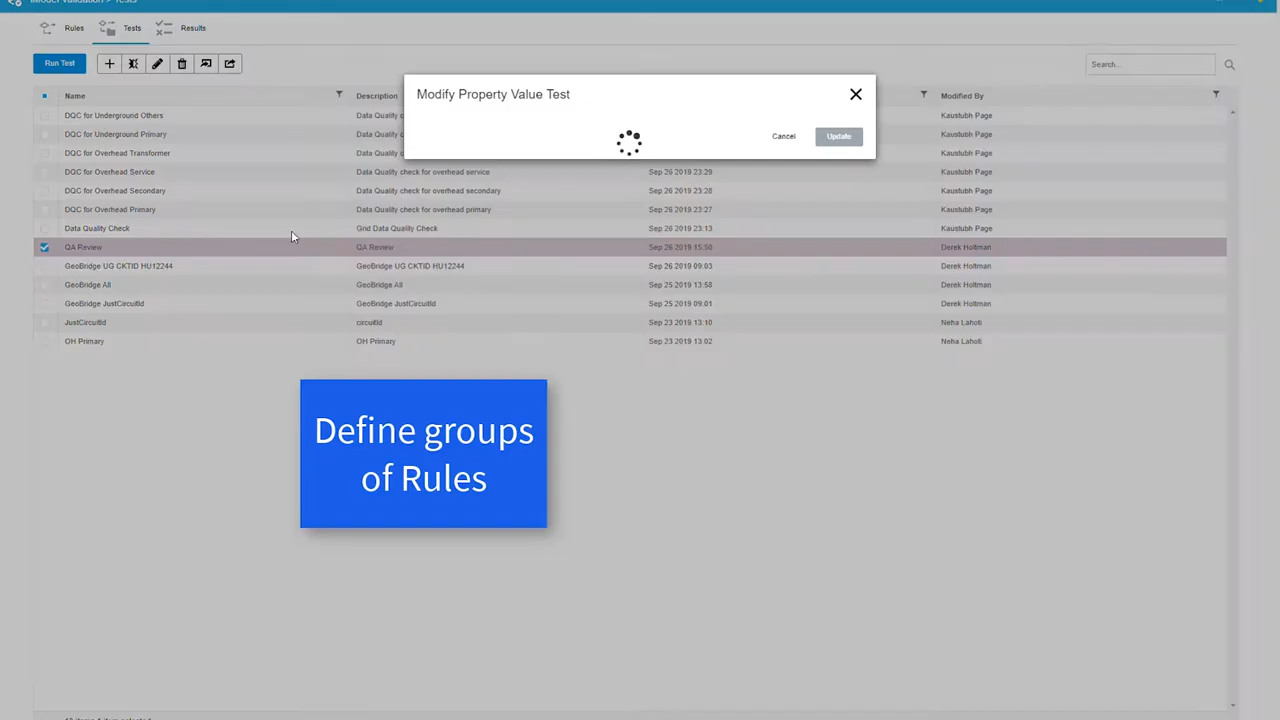 iModel Validation > Tests
Rules Tests Results
Run Test
Search...
Modify Property Value Test
Cancel Update
Name Description Modified By
DQC for Underground Others Data Quality c Kaustubh Page
DQC for Underground Primary Data Quality c Kaustubh Page
DQC for Overhead Transformer Data Quality c Kaustubh Page
DQC for Overhead Service Data Quality check for overhead service Sep 26 2019 23:29 Kaustubh Page
DQC for Overhead Secondary Data Quality check for overhead secondary Sep 26 2019 23:28 Kaustubh Page
DQC for Overhead Primary Data Quality check for overhead primary Sep 26 2019 23:27 Kaustubh Page
Data Quality Check Grid Data Quality Check Sep 26 2019 23:13 Kaustubh Page
QA Review QA Review Sep 26 2019 15:50 Derek Holtman
GeoBridge UG CKTID HU12244 GeoBridge UG CKTID HU12244 Sep 26 2019 09:03 Derek Holtman
GeoBridge All GeoBridge All Sep 25 2019 13:58 Derek Holtman
GeoBridge JustCircuitId GeoBridge JustCircuitId Sep 25 2019 09:01 Derek Holtman
JustCircuitId circuitId Sep 23 2019 13:10 Neha Lahoti
OH Primary OH Primary Sep 23 2019 13:02 Neha Lahoti
Define groups
of Rules